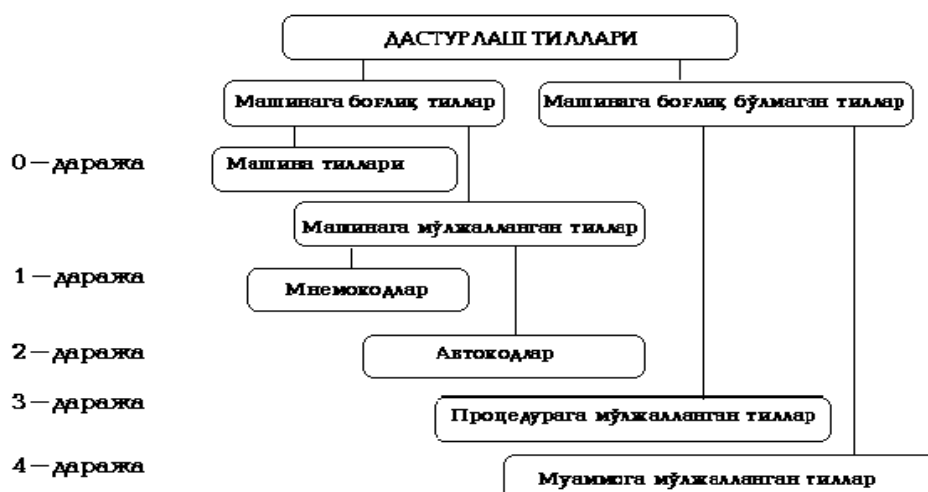 ДАСТУРЛАШ ТИЛЛАРИ
Машинага боғлиқ тиллар
Машинага боғлиқ бўлмаган тиллар
0—даража
Машина тиллари
Машинага мўлжалланган тиллар
1—даража
Мнемокодлар
2—даража
Автокодлар
3—даража
Процедурага мўлжалланган тиллар
4—даража
Муаммога мўлжалланган тиллар